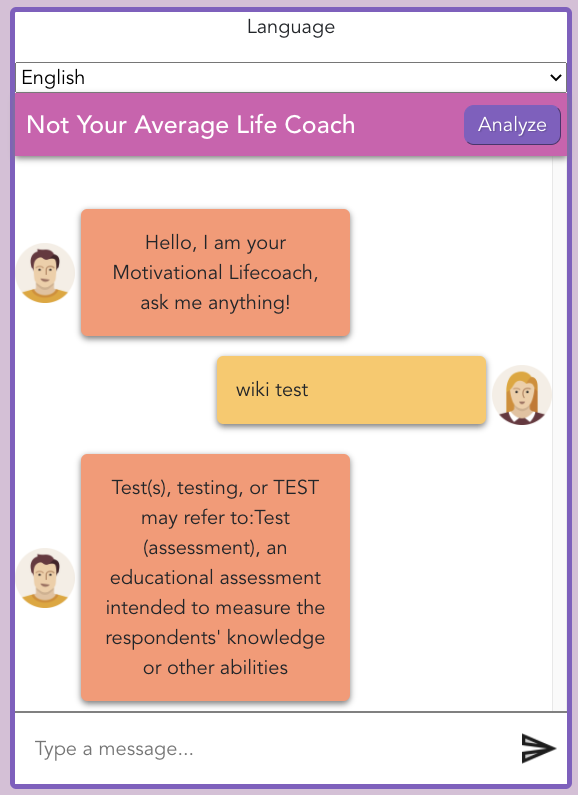 Language
English
Not Your Average Life Coach
Analyze
Hello, I am your
Motivational Lifecoach,
ask me anything!
wiki test
Test(s), testing, or TEST
may refer to:Test
(assessment), an
educational assessment
intended to measure the
respondents' knowledge
or other abilities
Type a message...